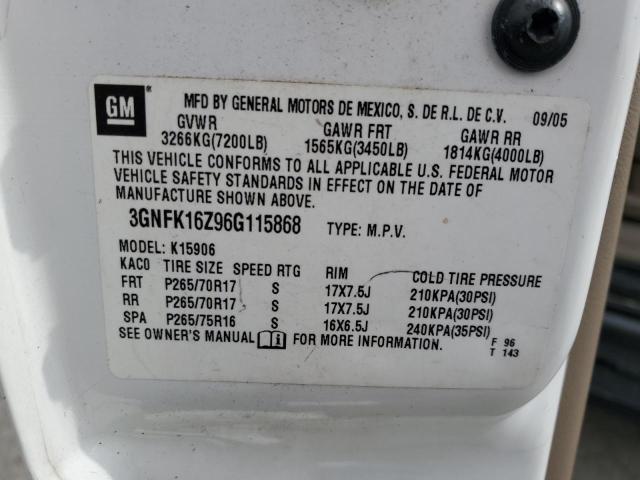 GM ®
MFD BY GENERAL MOTORS DE MEXICO, S. DE R.L. DE C.V. 09/05
GVWR GAWR FRT GAWR RR
3266KG(7200LB) 1565KG(3450LB) 1814KG(4000LB)
THIS VEHICLE CONFORMS TO ALL APPLICABLE U.S. FEDERAL MOTOR
VEHICLE SAFETY STANDARDS IN EFFECT ON THE DATE OF
MANUFACTURE SHOWN ABOVE.
3GNFK16Z96G115868 TYPE: M.P.V.
MODEL: K15906
KACO TIRE SIZE SPEED RTG RIM COLD TIRE PRESSURE
FRT P265/70R17 S 17X7.5J 210KPA(30PSI)
RR P265/70R17 S 17X7.5J 210KPA(30PSI)
SPA P265/75R16 S 16X6.5J 240KPA(35PSI)
SEE OWNER'S MANUAL FOR MORE INFORMATION.
F 96
T 143